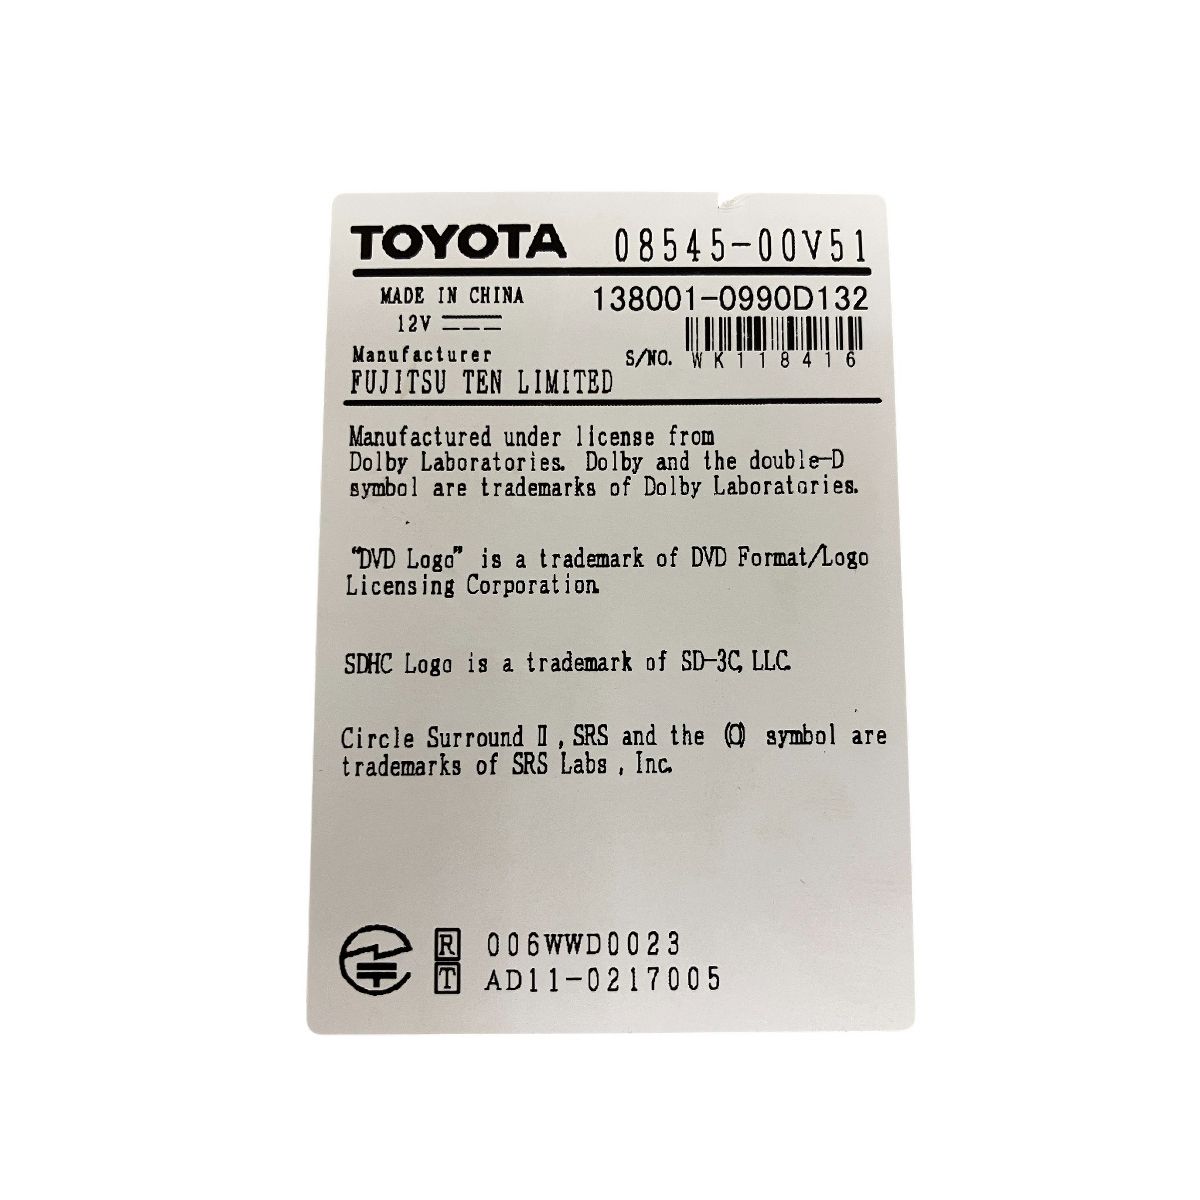 TOYOTA 08545-00V51
MADE IN CHINA 138001-0990D132
12V
Manufacturer S/NO. WK118416
FUJITSU TEN LIMITED
Manufactured under license from
Dolby Laboratories. Dolby and the double-D
symbol are trademarks of Dolby Laboratories.
“DVD Logo” is a trademark of DVD Format/Logo
Licensing Corporation.
SDHC Logo is a trademark of SD-3C, LLC.
Circle Surround II , SRS and the symbol are
trademarks of SRS Labs , Inc.
R 006WWD0023
T AD11-0217005